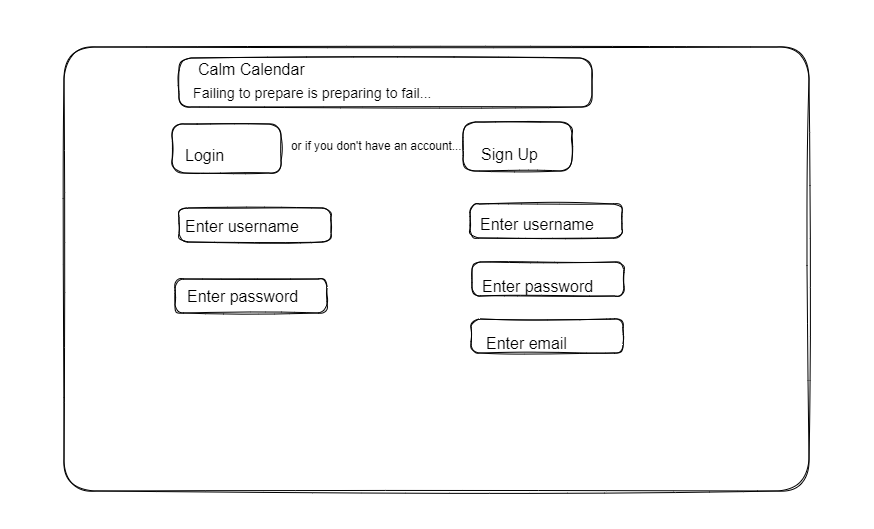 Calm Calendar
Failing to prepare is preparing to fail...
Login
or if you don't have an account...
Sign Up
Enter username
Enter password
Enter username
Enter password
Enter email